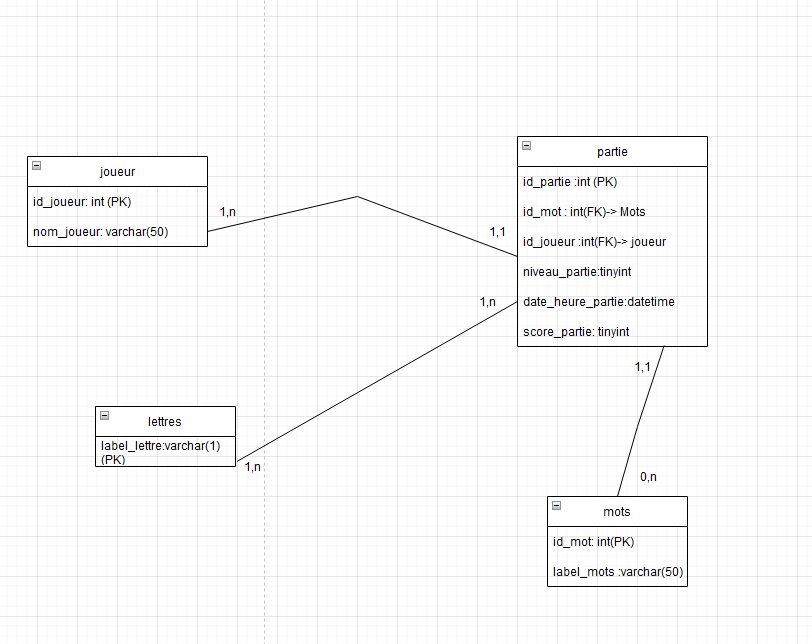 joueur
id_joueur: int (PK)
nom_joueur: varchar(50)
1,n
partie
id_partie :int (PK)
id_mot : int(FK)-> Mots
id_joueur :int(FK)-> joueur
niveau_partie:tinyint
date_heure_partie:datetime
score_partie: tinyint
1,1
1,n
1,1
lettres
label_lettre:varchar(1)
(PK)
1,n
0,n
mots
id_mot: int(PK)
label_mots :varchar(50)